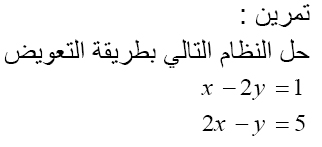 تمرين :
حل النظام التالي بطريقة التعويض
x − 2y = 1
2x − y = 5